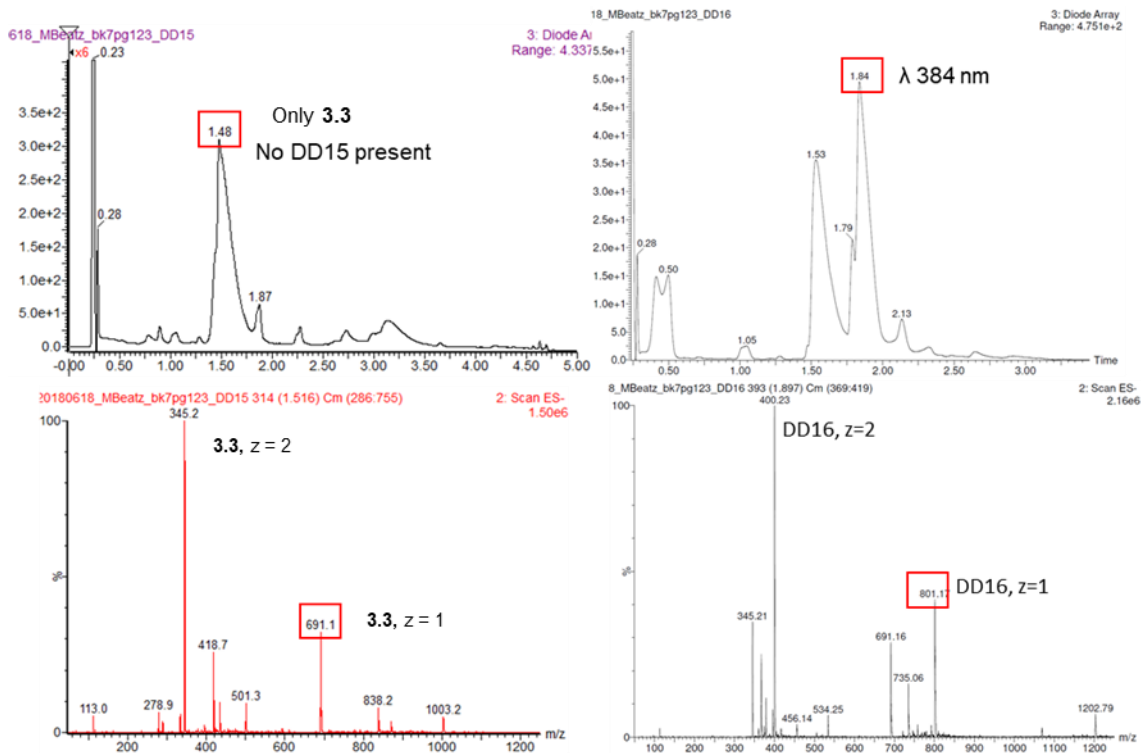 618_MBeatz_bk7pg123_DD15
3: Diode Ar
Range: 4.337
x6
0.23
0.28
1.48
1.87
Only 3.3
No DD15 present
3.5e+2
3.0e+2
2.5e+2
2.0e+2
1.5e+2
1.0e+2
5.0e+1
0.0
-0.00 0.50 1.00 1.50 2.00 2.50 3.00 3.50 4.00 4.50 5.00
18_MBeatz_bk7pg123_DD16
3: Diode Array
Range: 4.751e+2
λ 384 nm
5.5e+1
5.0e+1
4.5e+1
4.0e+1
3.5e+1
3.0e+1
2.5e+1
2.0e+1
1.5e+1
1.0e+1
5.0
0.0
0.28
0.50
1.05
1.53
1.79
1.84
2.13
0.50 1.00 1.50 2.00 2.50 3.00
Time
20180618_MBeatz_bk7pg123_DD15 314 (1.516) Cm (286:755)
2: Scan ES-
1.50e6
100
%
0
345.2
3.3, z = 2
3.3, z = 1
691.1
418.7
113.0
278.9
501.3
838.2
1003.2
200 400 600 800 1000 1200
m/z
8_MBeatz_bk7pg123_DD16 393 (1.897) Cm (369:419)
2: Scan ES-
2.16e6
100
%
0
400.23
DD16, z=2
DD16, z=1
801.17
345.21
691.16
735.06
534.25
456.14
1202.79
100 200 300 400 500 600 700 800 900 1000 1100 1200
m/z